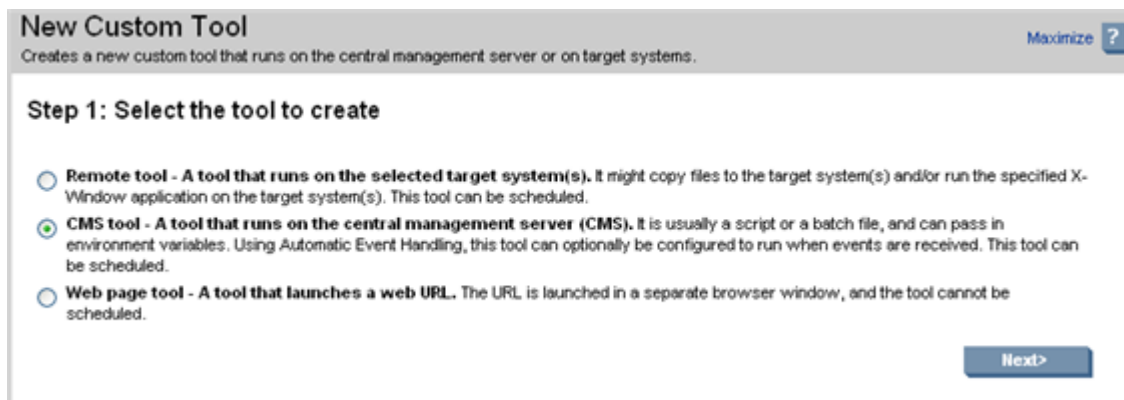 New Custom Tool
Maximize ?
Creates a new custom tool that runs on the central management server or on target systems.
Step 1: Select the tool to create
Remote tool - A tool that runs on the selected target system(s). It might copy files to the target system(s) and/or run the specified X-
Window application on the target system(s). This tool can be scheduled.
CMS tool - A tool that runs on the central management server (CMS). It is usually a script or a batch file, and can pass in
environment variables. Using Automatic Event Handling, this tool can optionally be configured to run when events are received. This tool can
be scheduled.
Web page tool - A tool that launches a web URL. The URL is launched in a separate browser window, and the tool cannot be
scheduled.
Next>